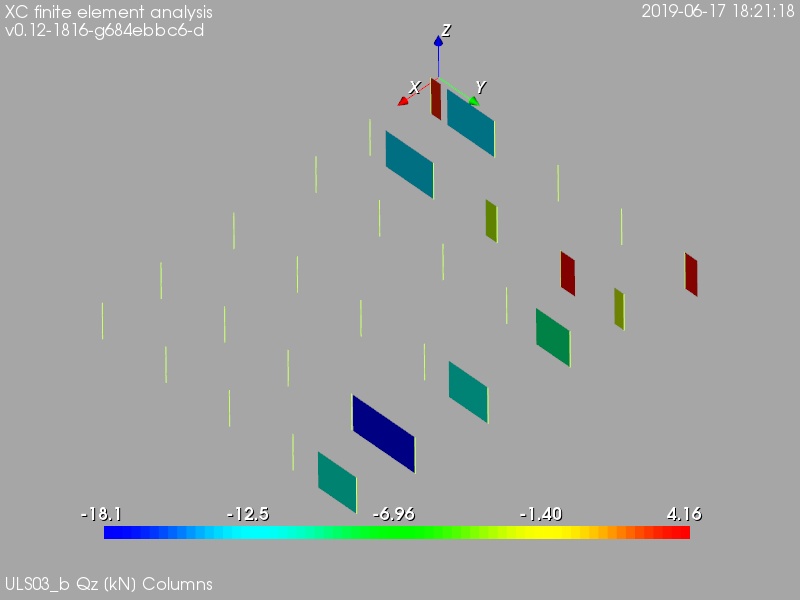 XC finite element analysis
2019-06-17 18:21:18
v0.12-1816-g684ebbc6-d
Z
X
Y
-18.1 -12.5 -6.96 -1.40 4.16
ULS03_b Qz (kN) Columns